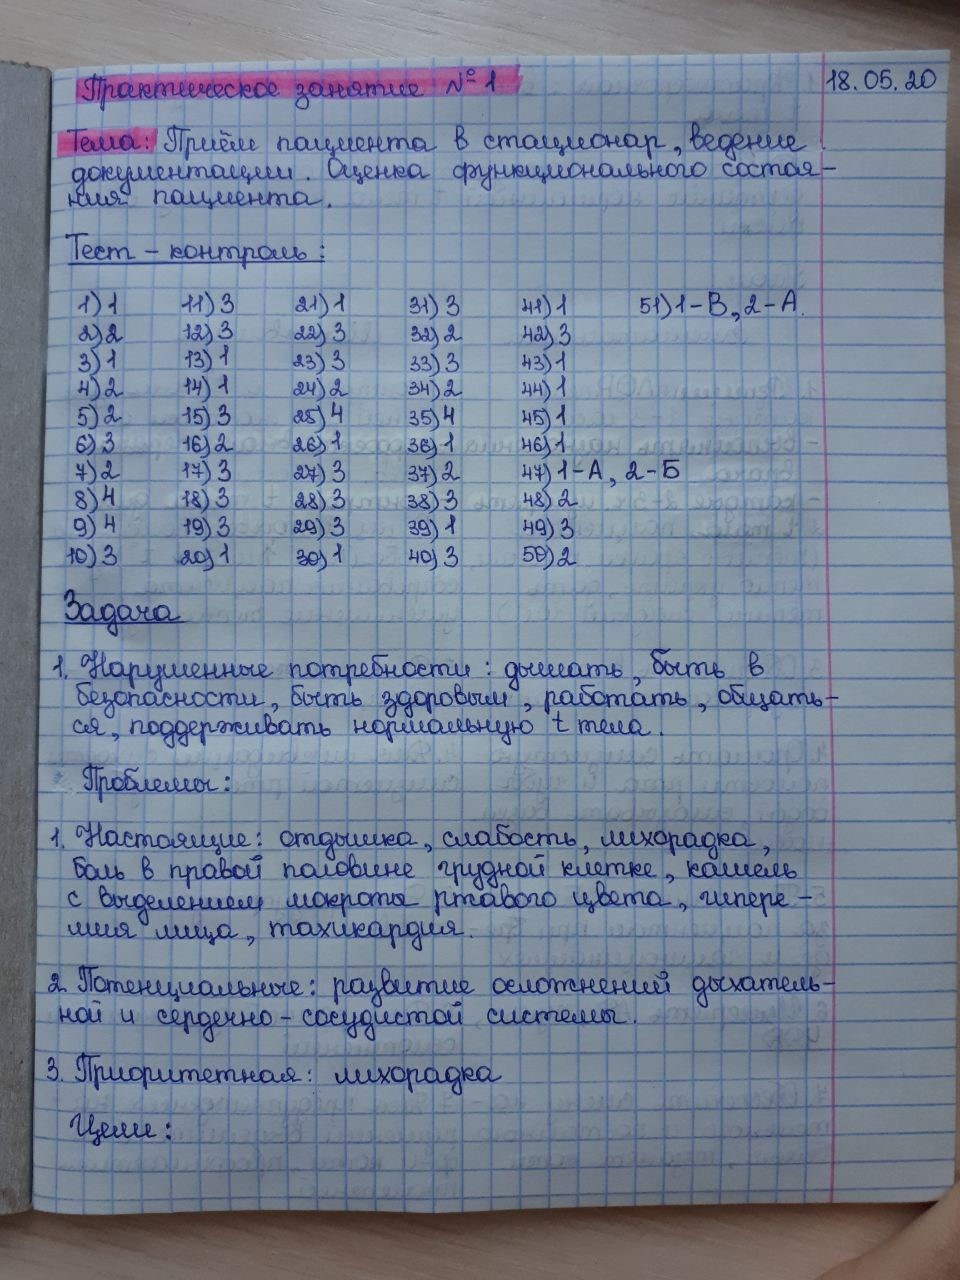 Практическое занятие №1
18.05.20
Тема: Приём пациента в стационар, ведение
документации. Оценка функционального состоя-
ния пациента.
Тест - контроль:
1) 1 11) 3 21) 1 31) 3 41) 1 51) 1-В, 2-А.
2) 2 12) 3 22) 3 32) 2 42) 3
3) 1 13) 1 23) 3 33) 3 43) 1
4) 2 14) 1 24) 2 34) 2 44) 1
5) 2 15) 3 25) 4 35) 4 45) 1
6) 3 16) 2 26) 1 36) 1 46) 1
7) 2 17) 3 27) 3 37) 2 47) 1-А, 2-Б
8) 4 18) 3 28) 3 38) 3 48) 2
9) 4 19) 3 29) 3 39) 1 49) 3
10) 3 20) 1 30) 1 40) 3 50) 2
Задача
1. Нарушенные потребности: дышать, быть в
безопасности, быть здоровым, работать, общать-
ся, поддерживать нормальную t тела.
Проблемы:
1. Настоящие: отдышка, слабость, лихорадка,
боль в правой половине грудной клетке, кашель
с выделением мокроты ржавого цвета, гипере-
мия лица, тахикардия.
2. Потенциальные: развитие осложнений дыхатель-
ной и сердечно - сосудистой системы.
3. Приоритетная: лихорадка
Цели: